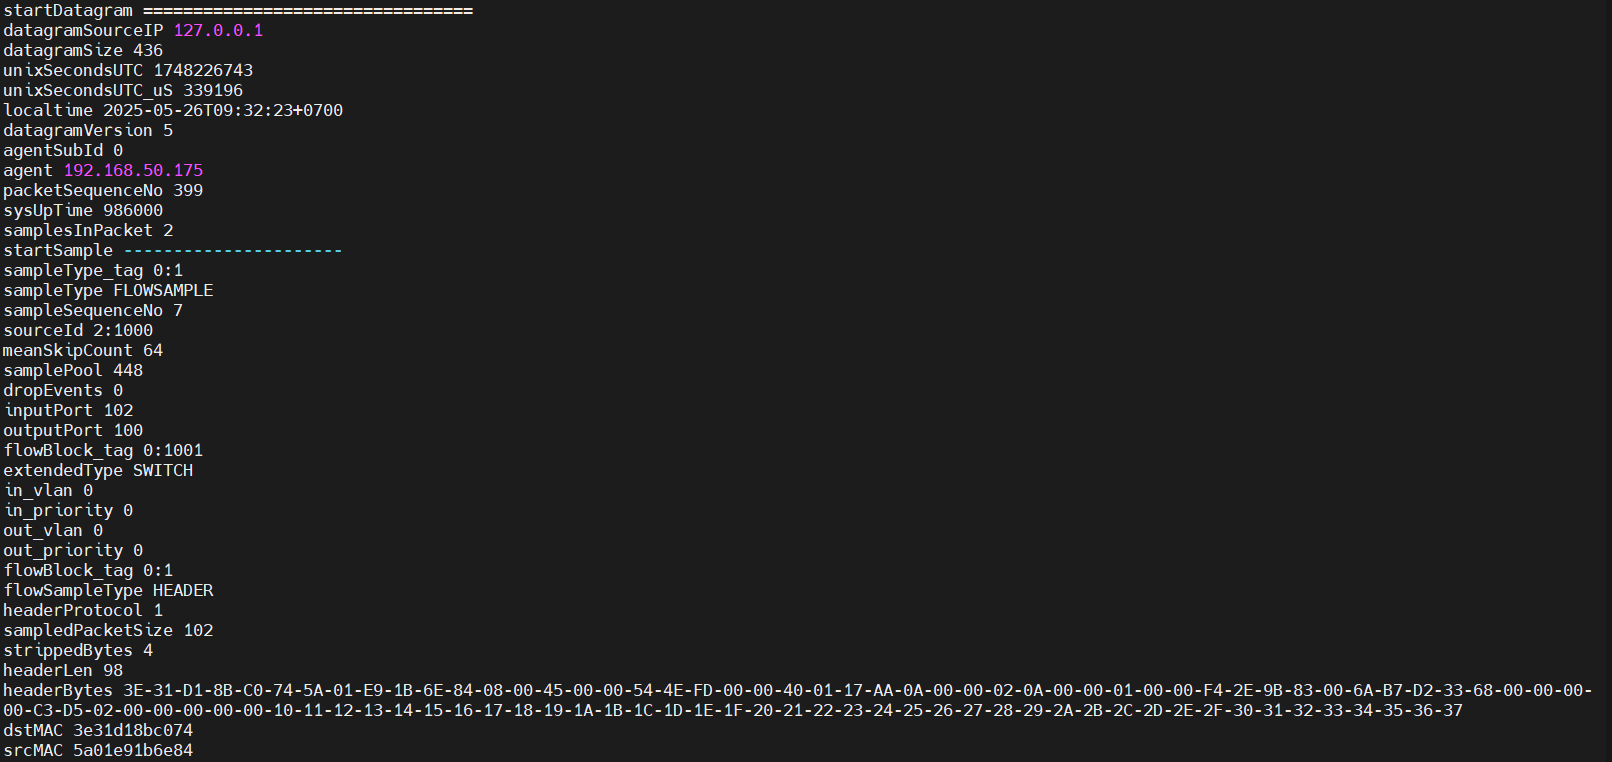 startDatagram =================================
datagramSourceIP 127.0.0.1
datagramSize 436
unixSecondsUTC 1748226743
unixSecondsUTC_uS 339196
localtime 2025-05-26T09:32:23+0700
datagramVersion 5
agentSubId 0
agent 192.168.50.175
packetSequenceNo 399
sysUpTime 986000
samplesInPacket 2
startSample ----------------------
sampleType_tag 0:1
sampleType FLOWSAMPLE
sampleSequenceNo 7
sourceId 2:1000
meanSkipCount 64
samplePool 448
dropEvents 0
inputPort 102
outputPort 100
flowBlock_tag 0:1001
extendedType SWITCH
in_vlan 0
in_priority 0
out_vlan 0
out_priority 0
flowBlock_tag 0:1
flowSampleType HEADER
headerProtocol 1
sampledPacketSize 102
strippedBytes 4
headerLen 98
headerBytes 3E-31-D1-8B-C0-74-5A-01-E9-1B-6E-84-08-00-45-00-00-54-4E-FD-00-00-40-01-17-AA-0A-00-00-02-0A-00-00-01-00-00-F4-2E-9B-83-00-6A-B7-D2-33-68-00-00-00-
00-C3-D5-02-00-00-00-00-00-10-11-12-13-14-15-16-17-18-19-1A-1B-1C-1D-1E-1F-20-21-22-23-24-25-26-27-28-29-2A-2B-2C-2D-2E-2F-30-31-32-33-34-35-36-37
dstMAC 3e31d18bc074
srcMAC 5a01e91b6e84